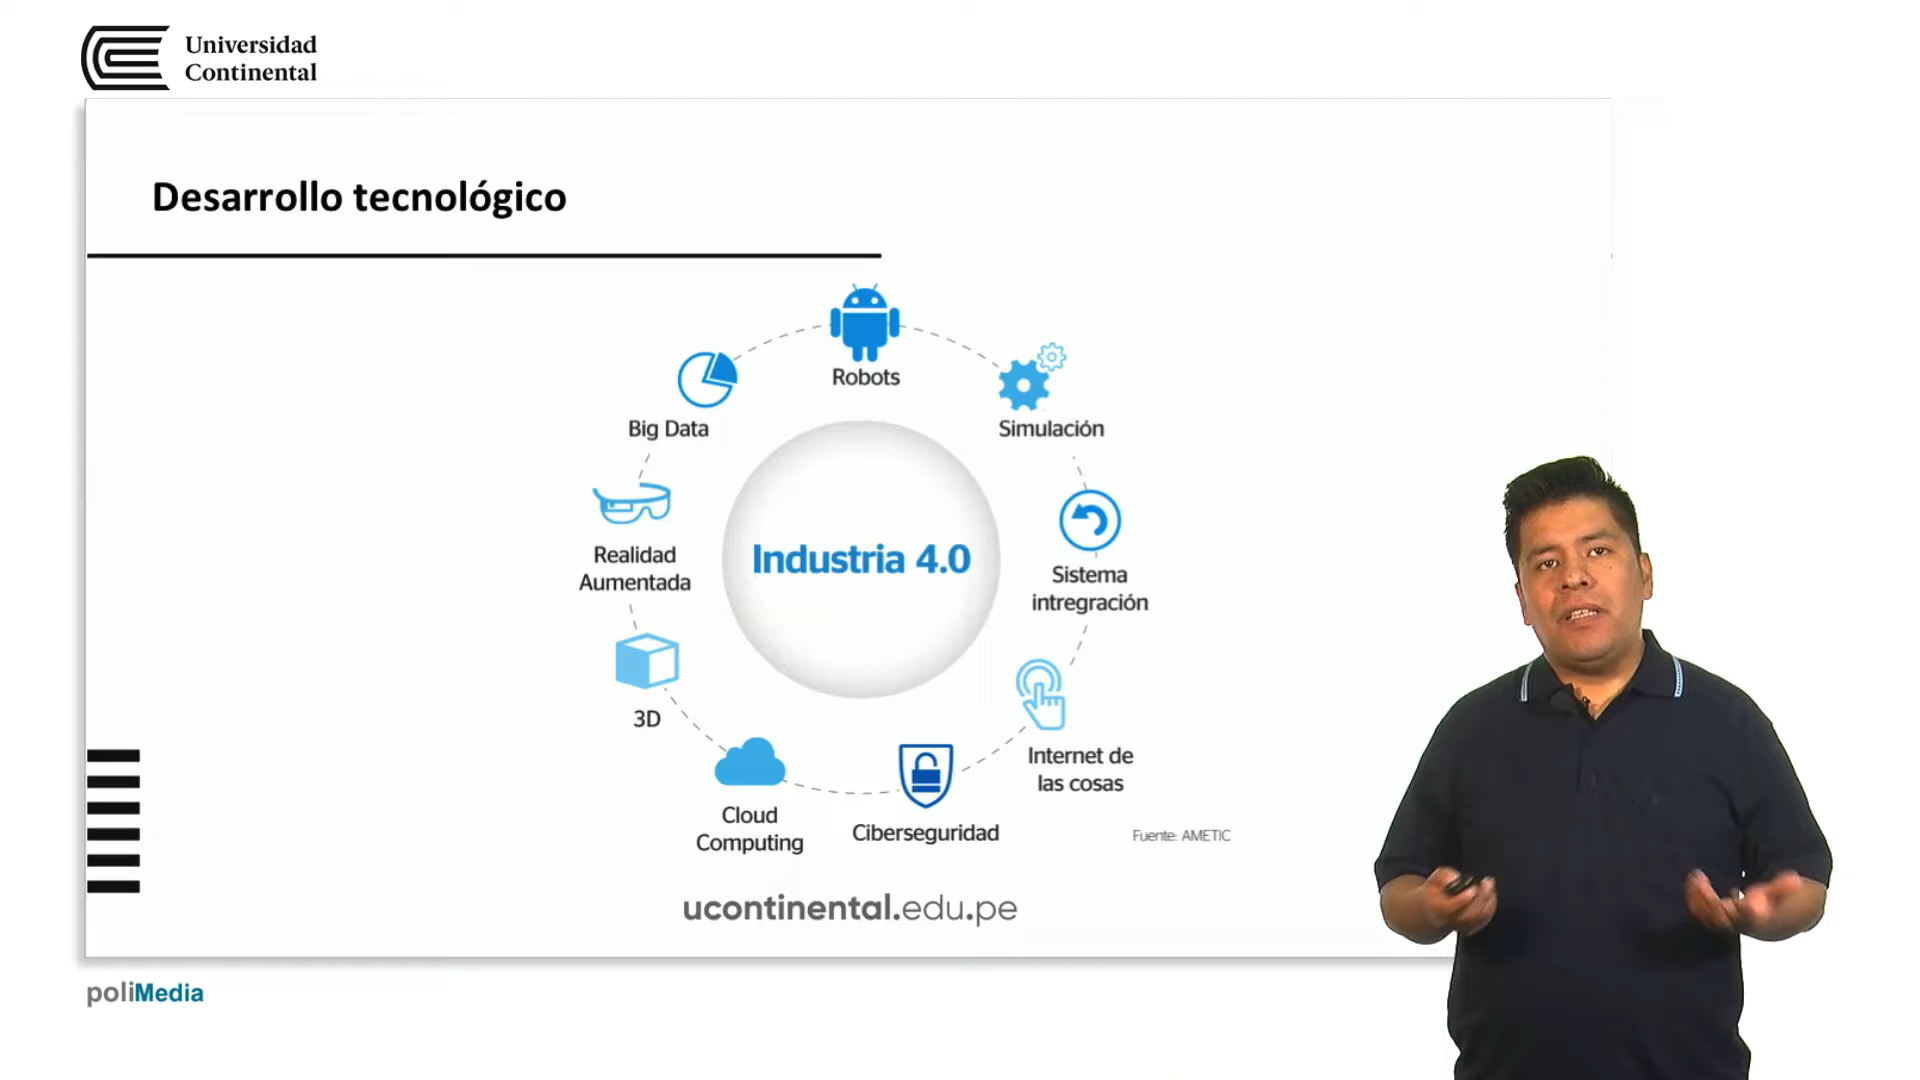 Universidad
Continental
Desarrollo tecnológico
Robots
Big Data
Simulación
Realidad
Aumentada
Industria 4.0
Sistema
intregración
3D
Internet de
las cosas
Cloud
Computing
Ciberseguridad
Fuente: AMETIC
ucontinental.edu.pe
poliMedia